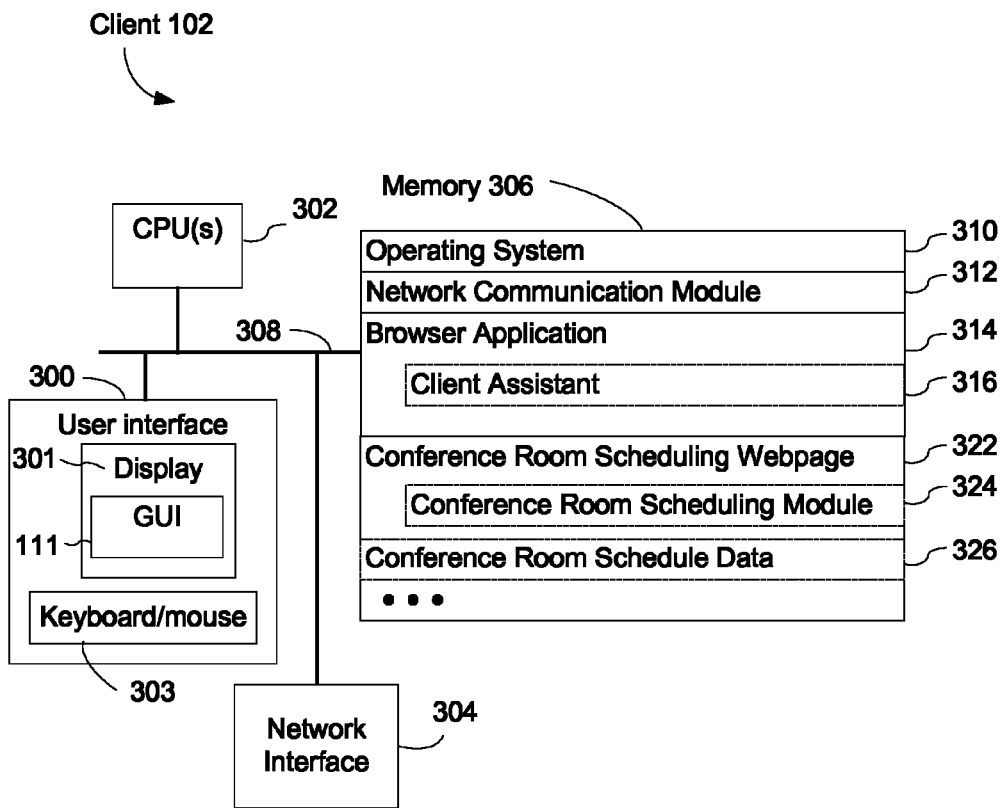 Client 102
Memory 306
CPU(s)
302
Operating System
310
Network Communication Module
312
Browser Application
314
308
Client Assistant
316
300
User interface
301
Display
GUI
111
Keyboard/mouse
303
Conference Room Scheduling Webpage
322
Conference Room Scheduling Module
324
Conference Room Schedule Data
326
Network
Interface
304